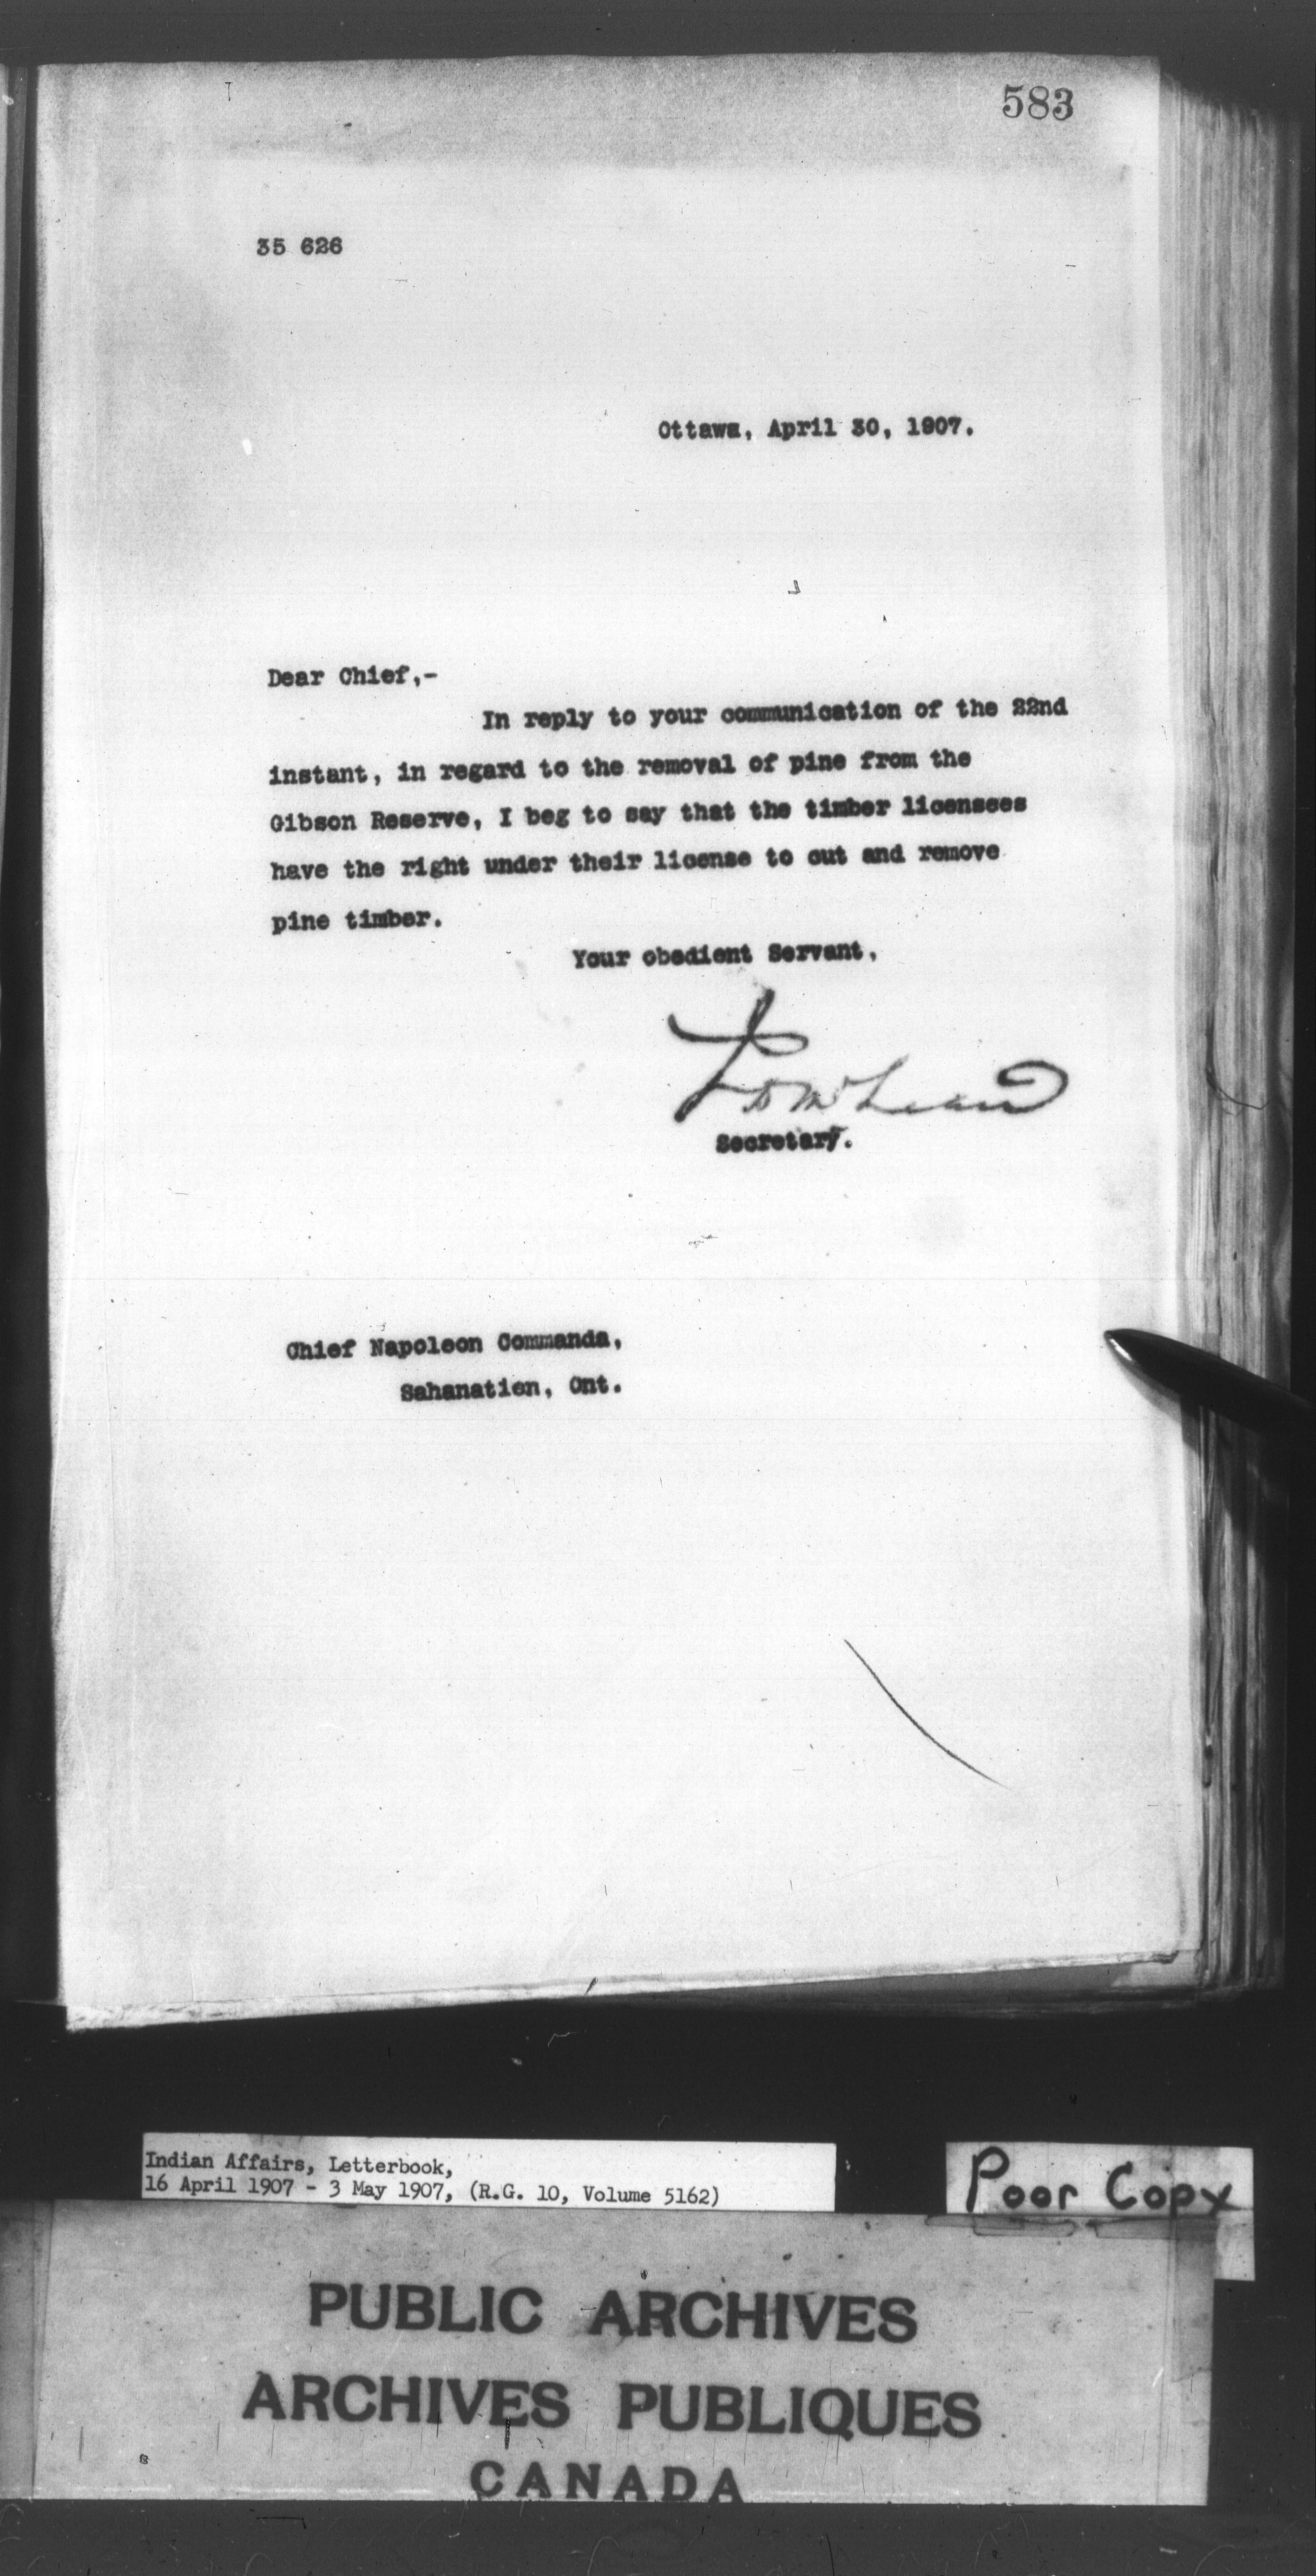 583
35 626
Ottawa, April 30, 1907.
Dear Chief,-
In reply to your communication of the 22nd
instant, in regard to the removal of pine from the
Gibson Reserve, I beg to say that the timber licensees
have the right under their license to cut and remove
pine timber.
Your obedient Servant,
Secretary.
Chief Napoleon Commanda,
Sahanatien, Ont.
Indian Affairs, Letterbook,
16 April 1907 - 3 May 1907, (R.G. 10, Volume 5162)
Poor Copy
PUBLIC ARCHIVES
ARCHIVES PUBLIQUES
CANADA